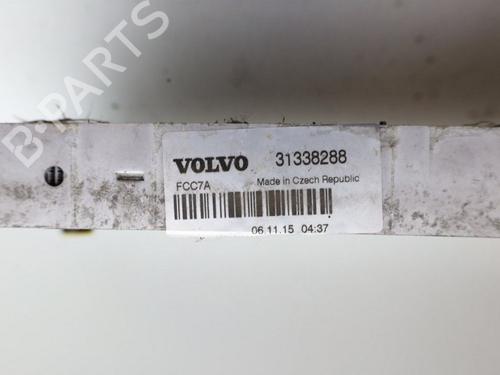 B-PARTS
VOLVO 31338288
FCC7A Made in Czech Republic
06.11.15 04:37